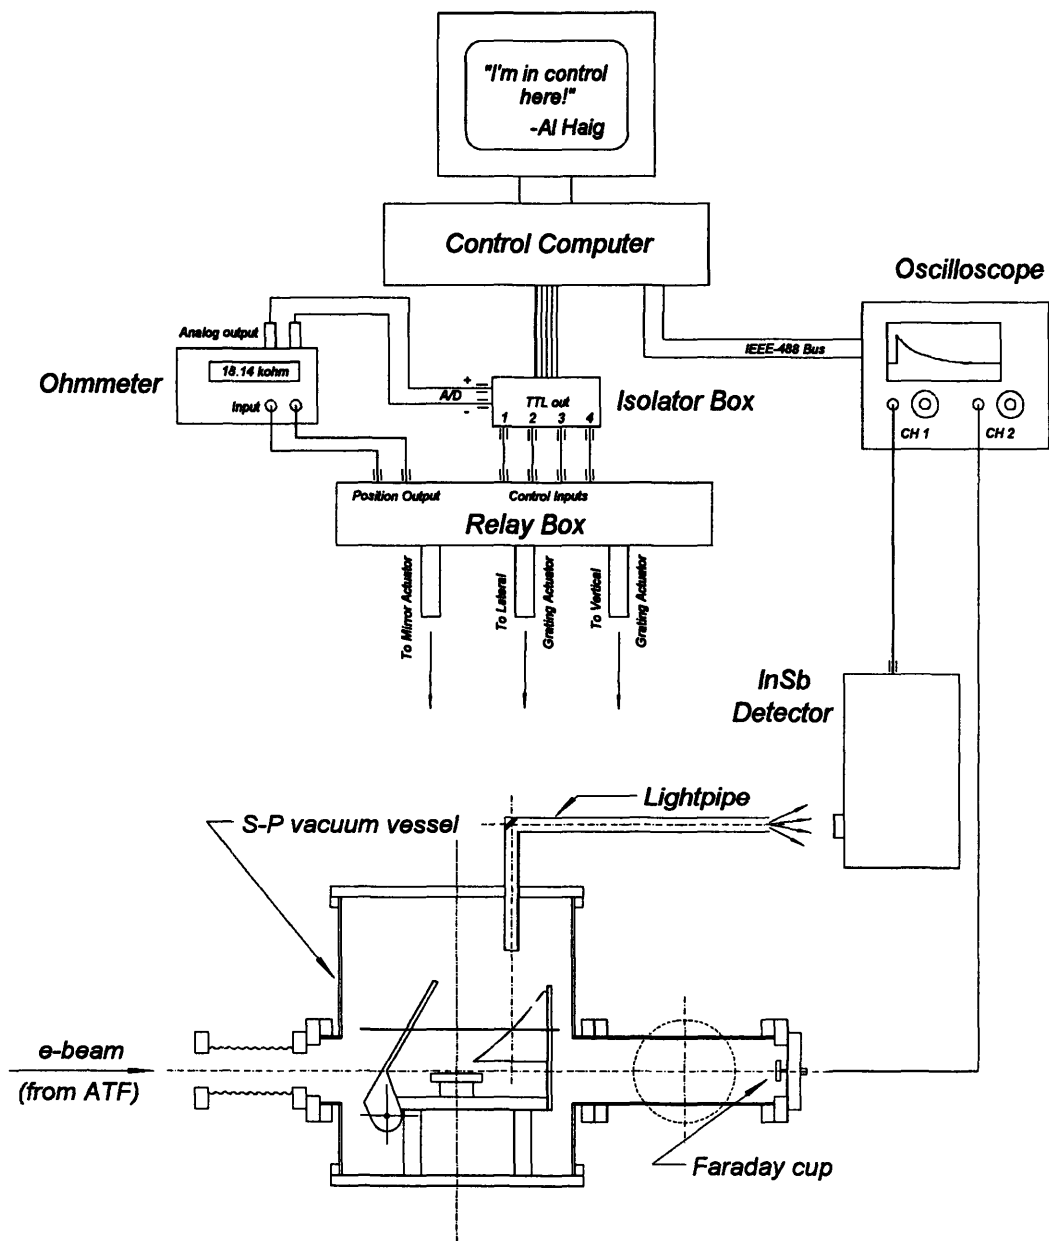 "I'm in control
here!"
-Al Haig
Control Computer
Oscilloscope
Analog output
18.14 kohm
Ohmmeter
Input
+
A/D
-
TTL out
1 2 3 4
Isolator Box
IEEE-488 Bus
CH 1
CH 2
Position Output
Control Inputs
Relay Box
To Mirror Actuator
To Lateral
Grating Actuator
To Vertical
Grating Actuator
InSb
Detector
Lightpipe
S-P vacuum vessel
e-beam
(from ATF)
Faraday cup